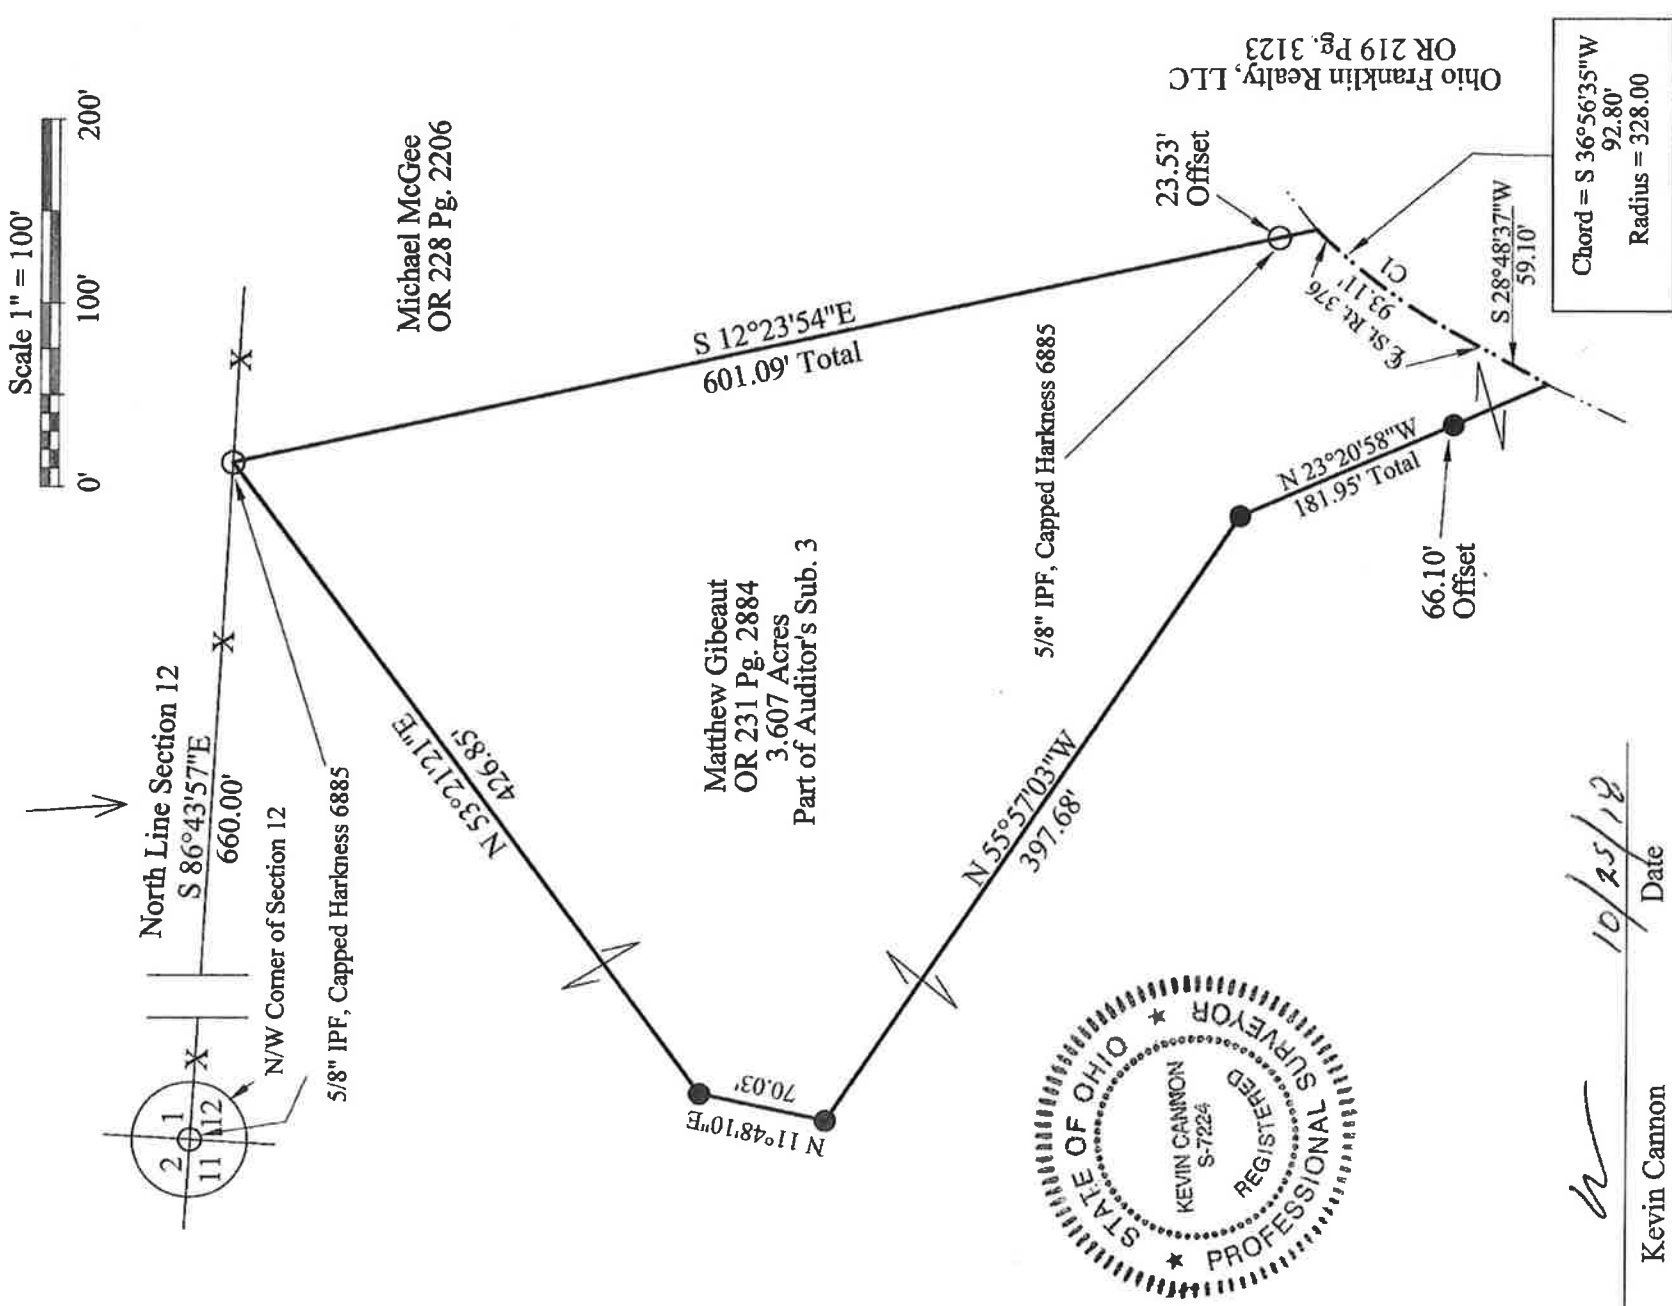 Scale 1" = 100'
0' 100' 200'
North Line Section 12
S 86°43'57"E
660.00'
X
X
X
2 1
11 12
N/W Corner of Section 12
5/8" IPF, Capped Harkness 6885
Michael McGee
OR 228 Pg. 2206
Ohio Franklin Realty, LLC
OR 219 Pg. 3123
N 53°21'21"E
426.85'
S 12°23'54"E
601.09' Total
Matthew Gibeaut
OR 231 Pg. 2884
3.607 Acres
Part of Auditor's Sub. 3
5/8" IPF, Capped Harkness 6885
23.53'
Offset
N 11°48'10"E
70.03'
N 55°57'03"W
397.68'
N 23°20'58"W
181.95' Total
66.10'
Offset
℄ St. Rt. 376
93.11'
C1
S 28°48'37"W
59.10'
Chord = S 36°56'35"W
92.80'
Radius = 328.00
STATE OF OHIO
KEVIN CANNON
S-7224
REGISTERED
PROFESSIONAL SURVEYOR
10/25/18
Kevin Cannon Date